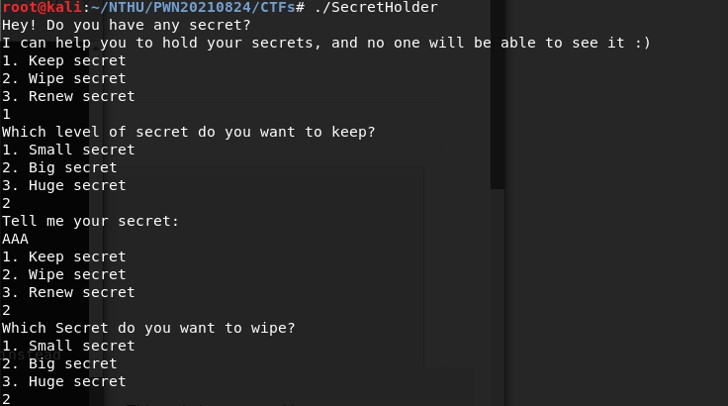 root@kali:~/NTHU/PWN20210824/CTFs# ./SecretHolder
Hey! Do you have any secret?
I can help you to hold your secrets, and no one will be able to see it :)
1. Keep secret
2. Wipe secret
3. Renew secret
1
Which level of secret do you want to keep?
1. Small secret
2. Big secret
3. Huge secret
2
Tell me your secret:
AAA
1. Keep secret
2. Wipe secret
3. Renew secret
2
Which Secret do you want to wipe?
1. Small secret
2. Big secret
3. Huge secret
2